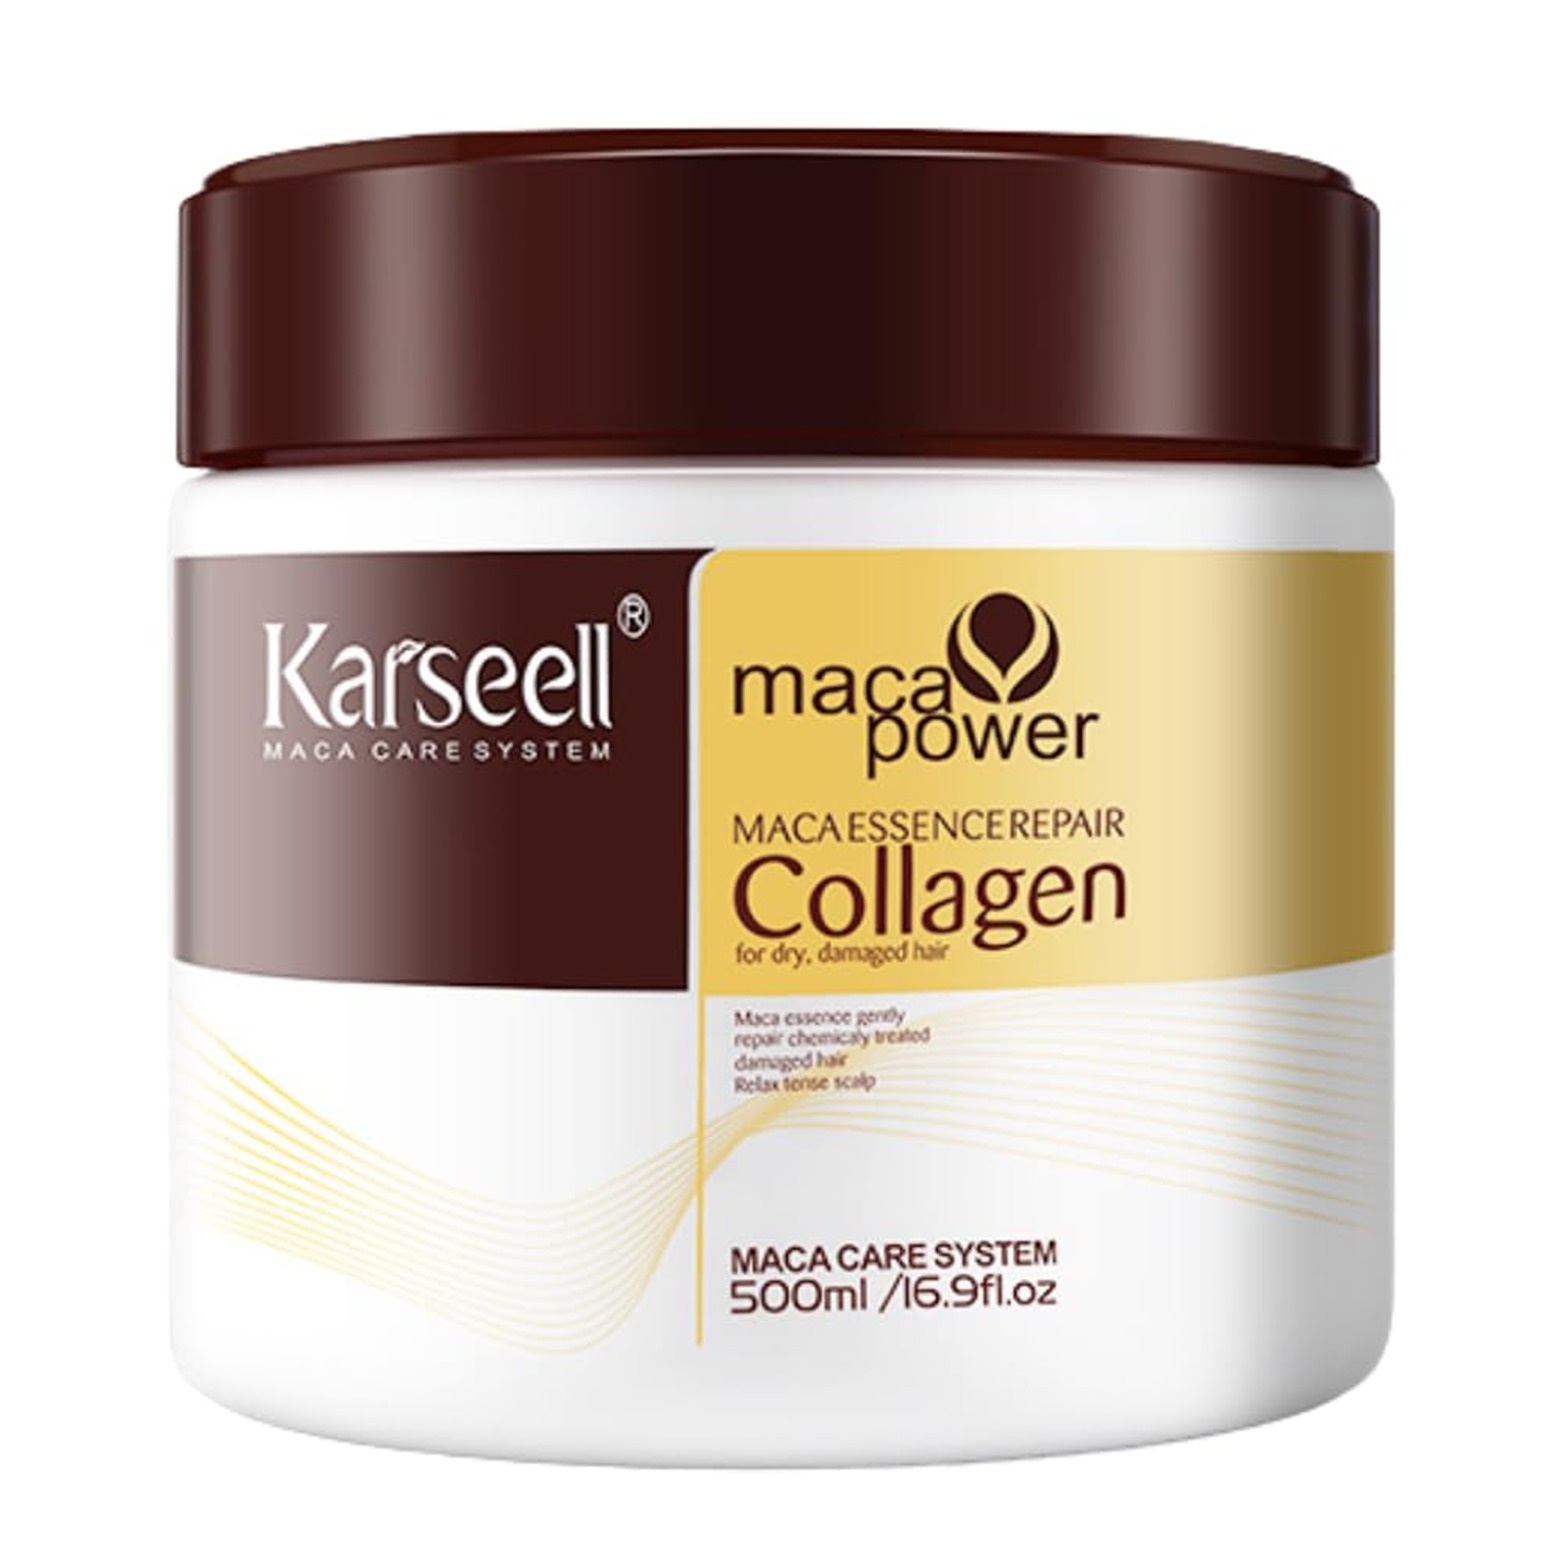 Karseell®
MACA CARE SYSTEM
maca
power
MACA ESSENCE REPAIR
Collagen
for dry, damaged hair
Maca essence gently
repair chemicaly treated
damaged hair
Relax tense scalp
MACA CARE SYSTEM
500ml /16.9fl.oz